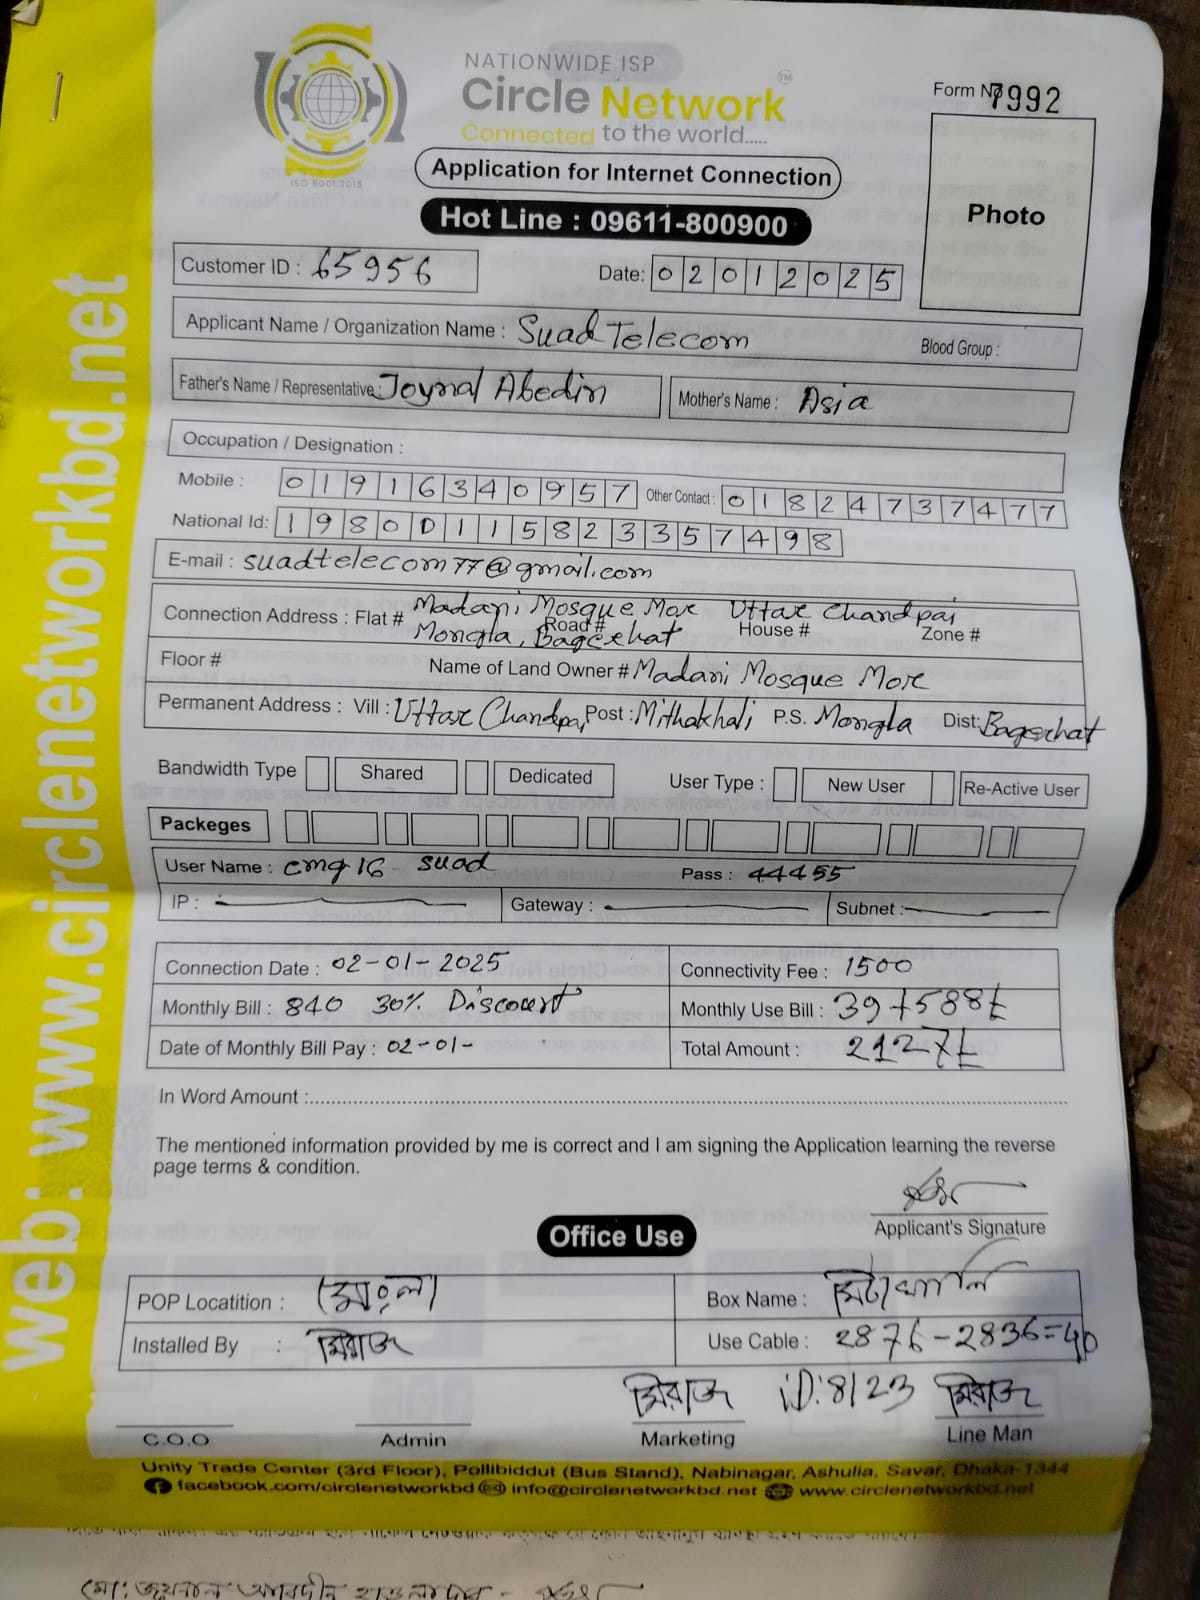 web: www.circlenetworkbd.net
NATIONWIDE ISP
Circle Network TM
Connected to the world.....
ISO 9001:2015
Form No 7992
Application for Internet Connection
Photo
Hot Line : 09611-800900
Customer ID : 65956 Date: 02012025
Applicant Name / Organization Name : Suad Telecom Blood Group :
Father's Name / Representative : Joynal Abedin Mother's Name : Asia
Occupation / Designation :
Mobile : 01916340957 Other Contact : 01824737477
National Id: 19800115823357498
E-mail : suadtelecom77@gmail.com
Madani Mosque Mor Uttar Chandpai
Connection Address : Flat # Road # House # Zone #
Mongla, Bagerhat
Floor # Name of Land Owner # Madani Mosque More
Permanent Address : Vill : Uttar Chandpai Post : Mithakhali P.S. Mongla Dist: Bagerhat
Bandwidth Type Shared Dedicated User Type : New User Re-Active User
Packeges
User Name : cmg16 suad Pass : 44455
IP : Gateway : Subnet :
Connection Date : 02-01-2025 Connectivity Fee : 1500
Monthly Bill : 840 30% Discount Monthly Use Bill : 39+588t
Date of Monthly Bill Pay : 02-01- Total Amount : 2127t
In Word Amount :
The mentioned information provided by me is correct and I am signing the Application learning the reverse
page terms & condition.
Applicant's Signature
Office Use
POP Locatition : মোংলা Box Name :
Installed By : মিরাজ Use Cable : 2876-2836=40
মিরাজ iD:8123 মিরাজ
C.O.O Admin Marketing Line Man
Unity Trade Center (3rd Floor), Pollibiddut (Bus Stand), Nabinagar, Ashulia, Savar, Dhaka-1344
facebook.com/circlenetworkbd info@circlenetworkbd.net www.circlenetworkbd.net
মো: জয়নাল আবদীন